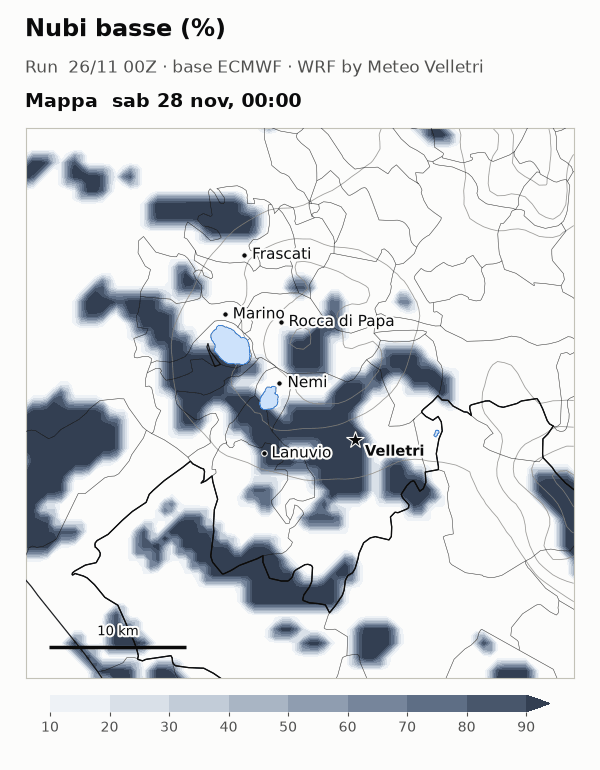 Nubi basse (%)
Run  26/11 00Z · base ECMWF · WRF by Meteo Velletri
Mappa  sab 28 nov, 00:00
Frascati
Marino
Rocca di Papa
Nemi
Velletri
Lanuvio
10 km
10 20 30 40 50 60 70 80 90